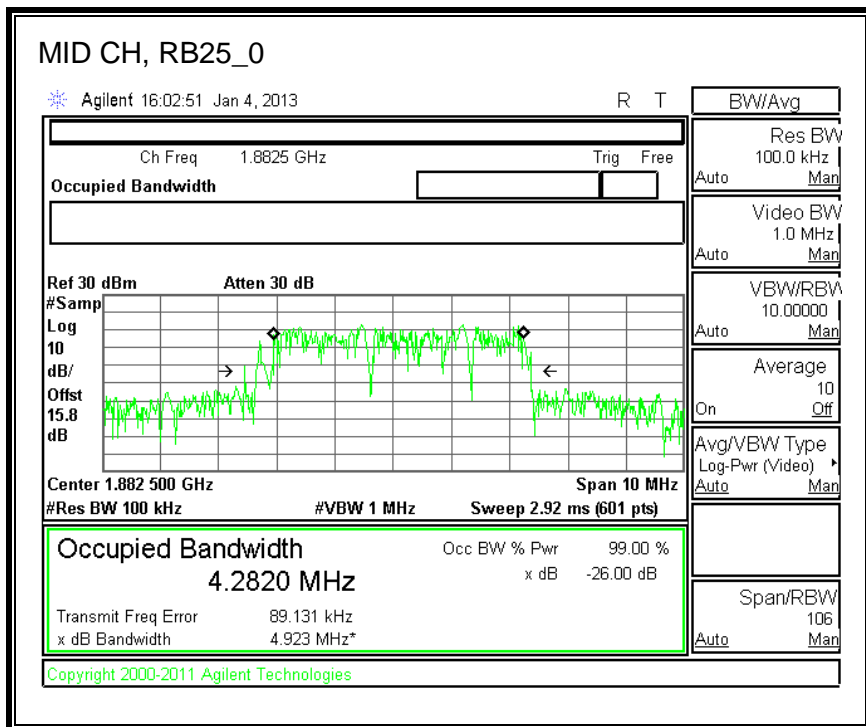 MID CH, RB25_0
Agilent 16:02:51 Jan 4, 2013 R T
Ch Freq 1.8825 GHz Trig Free
Occupied Bandwidth
Ref 30 dBm Atten 30 dB
#Samp
Log
10
dB/
Offst
15.8
dB
Center 1.882 500 GHz Span 10 MHz
#Res BW 100 kHz #VBW 1 MHz Sweep 2.92 ms (601 pts)
Occupied Bandwidth
4.2820 MHz
Occ BW % Pwr 99.00 %
x dB -26.00 dB
Transmit Freq Error 89.131 kHz
x dB Bandwidth 4.923 MHz*
Copyright 2000-2011 Agilent Technologies
BW/Avg
Res BW
100.0 kHz
Auto Man
Video BW
1.0 MHz
Auto Man
VBW/RBW
10.00000
Auto Man
Average
10
On Off
Avg/VBW Type
Log-Pwr (Video)
Auto Man
Span/RBW
106
Auto Man